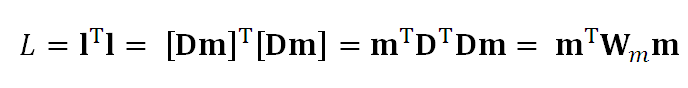 L = 𝐥ᵀ𝐥 = [𝐃𝐦]ᵀ[𝐃𝐦] = 𝐦ᵀ𝐃ᵀ𝐃𝐦 = 𝐦ᵀ𝐖ₘ𝐦